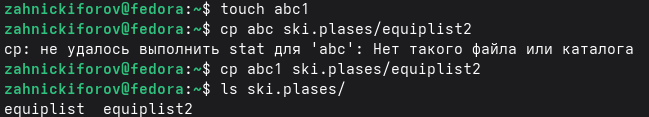 zahnickiforov@fedora:~$ touch abc1
zahnickiforov@fedora:~$ cp abc ski.plases/equiplist2
cp: не удалось выполнить stat для 'abc': Нет такого файла или каталога
zahnickiforov@fedora:~$ cp abc1 ski.plases/equiplist2
zahnickiforov@fedora:~$ ls ski.plases/
equiplist  equiplist2